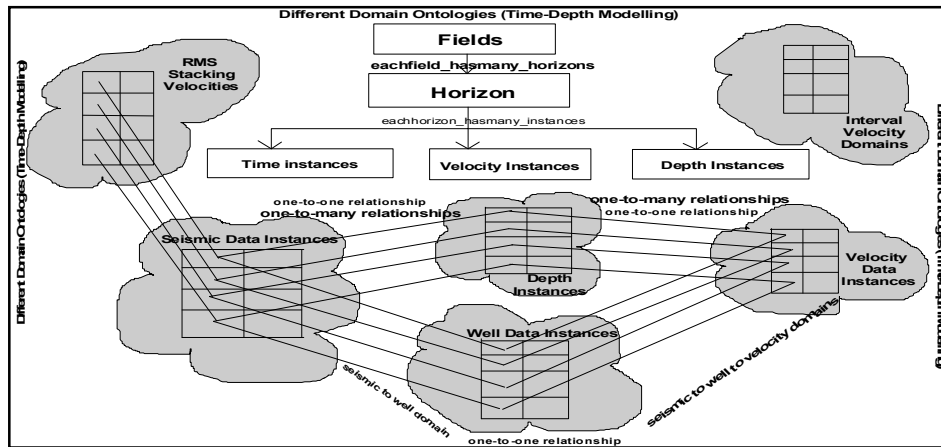 Different Domain Ontologies (Time-Depth Modelling)
Fields
eachfield_hasmany_horizons
Horizon
eachhorizon_hasmany_instances
Time instances
Velocity Instances
Depth Instances
RMS
Stacking
Velocities
Interval
Velocity
Domains
Different Domain Ontologies (Time-Depth Modelling)
one-to-one relationship
one-to-many relationships
one-to-many relationships
one-to-one relationship
Seismic Data Instances
Depth
Instances
Velocity
Data
Instances
Well Data Instances
seismic to well domain
seismic to well to velocity domains
one-to-one relationship